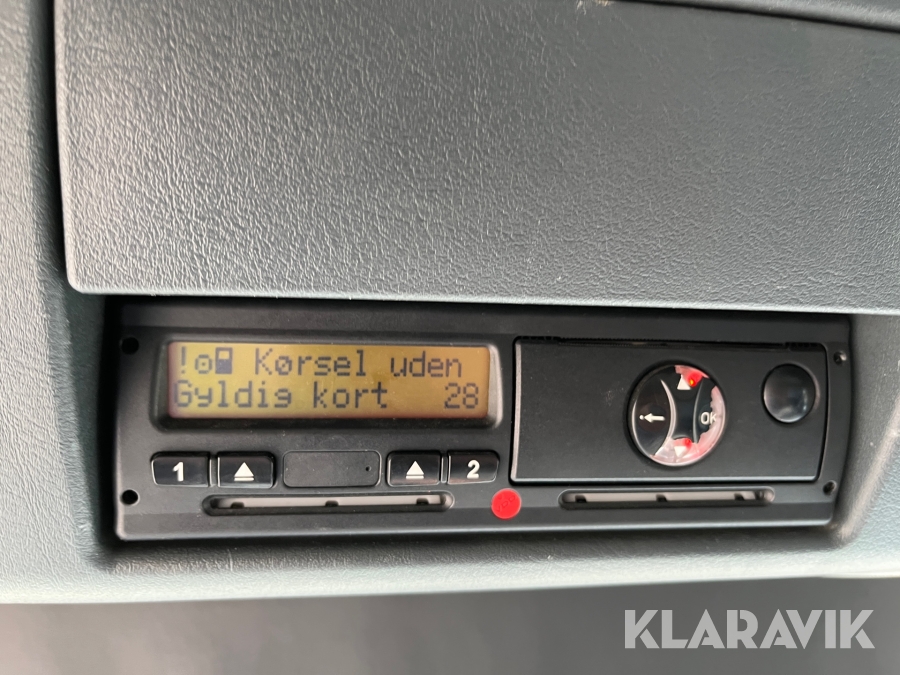 ! Kørsel uden
Gyldig kort 28
1 2
OK
KLARAVIK